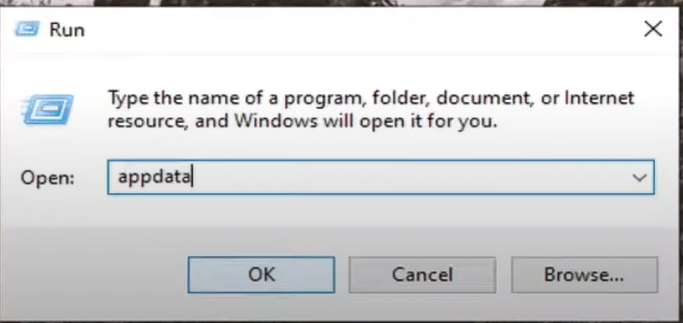 Run
Type the name of a program, folder, document, or Internet
resource, and Windows will open it for you.
Open: appdata
OK Cancel Browse...